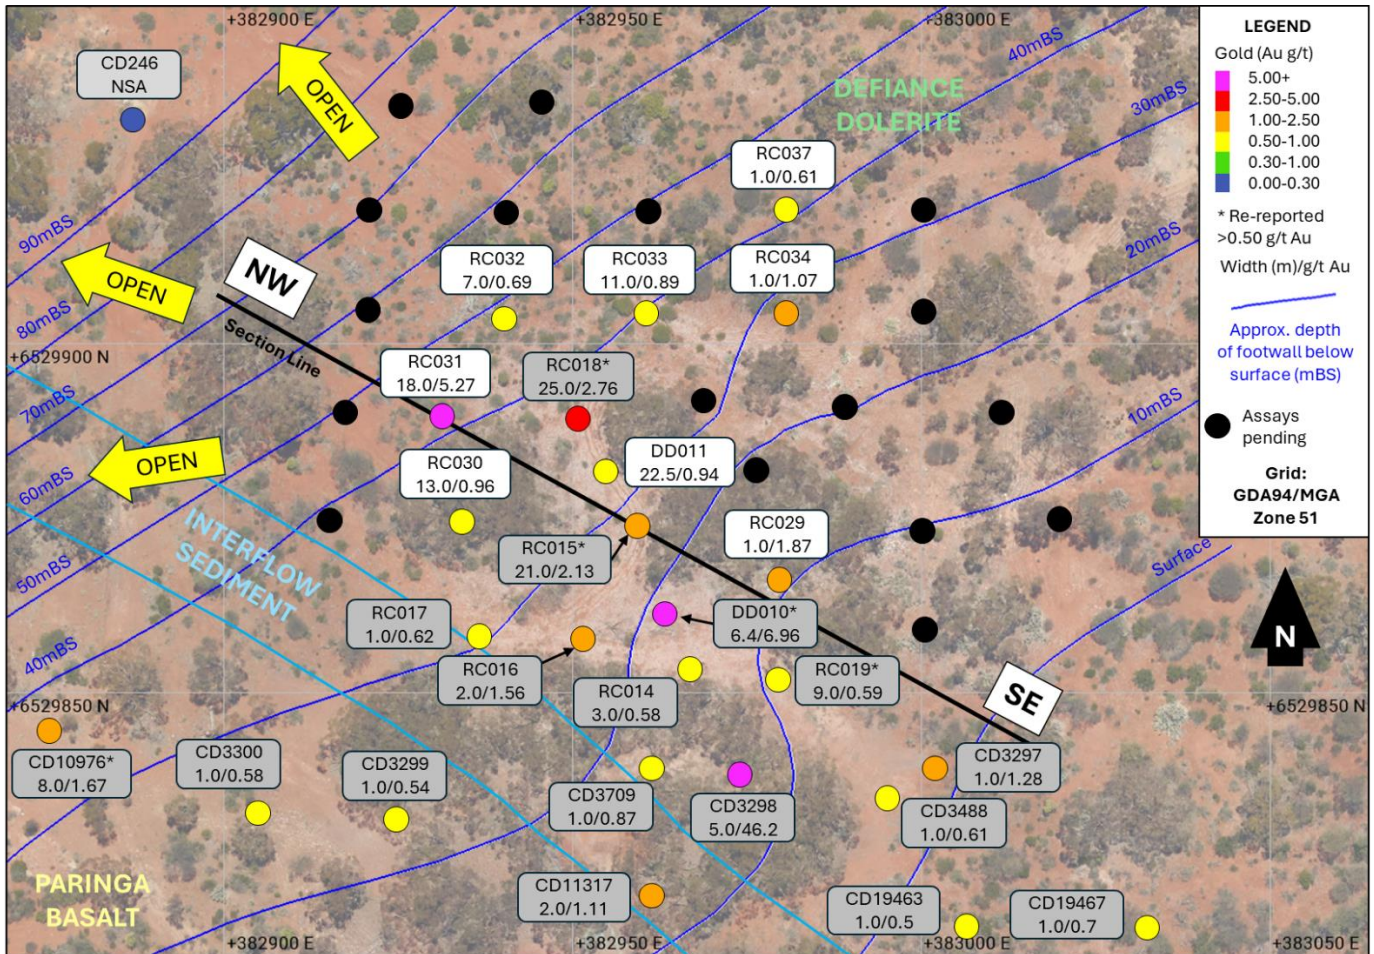 +382900 E
+382950 E
+383000 E
CD246
NSA
OPEN
DEFIANCE
DOLERITE
40mBS
30mBS
RC037
1.0/0.61
90mBS
20mBS
NW
OPEN
RC032
7.0/0.69
RC033
11.0/0.89
RC034
1.0/1.07
80mBS
Section Line
+6529900 N
RC031
18.0/5.27
RC018*
25.0/2.76
70mBS
10mBS
OPEN
RC030
13.0/0.96
DD011
22.5/0.94
60mBS
INTERFLOW
SEDIMENT
RC015*
21.0/2.13
RC029
1.0/1.87
50mBS
Surface
RC017
1.0/0.62
DD010*
6.4/6.96
40mBS
RC016
2.0/1.56
RC014
3.0/0.58
RC019*
9.0/0.59
SE
+6529850 N
+6529850 N
CD10976*
8.0/1.67
CD3300
1.0/0.58
CD3299
1.0/0.54
CD3709
1.0/0.87
CD3298
5.0/46.2
CD3297
1.0/1.28
CD3488
1.0/0.61
PARINGA
BASALT
CD11317
2.0/1.11
CD19463
1.0/0.5
CD19467
1.0/0.7
+382900 E
+382950 E
+383000 E
+383050 E
LEGEND
Gold (Au g/t)
5.00+
2.50-5.00
1.00-2.50
0.50-1.00
0.30-1.00
0.00-0.30
* Re-reported
>0.50 g/t Au
Width (m)/g/t Au
Approx. depth
of footwall below
surface (mBS)
Assays
pending
Grid:
GDA94/MGA
Zone 51
N